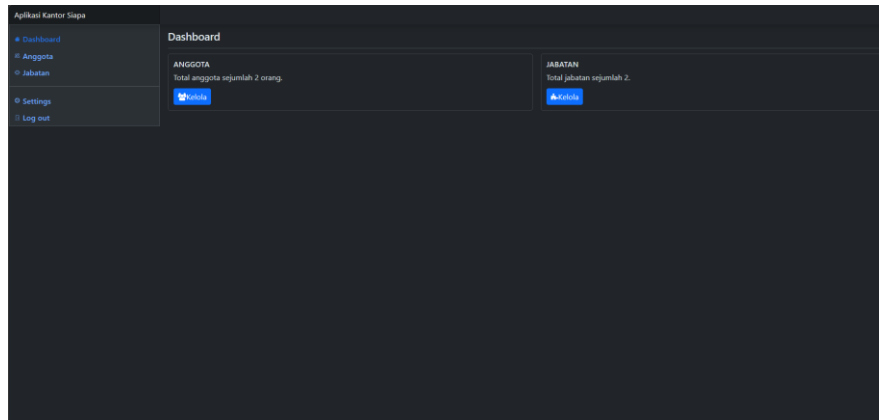 Aplikasi Kantor Siapa
Dashboard
Anggota
Jabatan
Settings
Log out
Dashboard
ANGGOTA
Total anggota sejumlah 2 orang.
Kelola
JABATAN
Total jabatan sejumlah 2.
Kelola